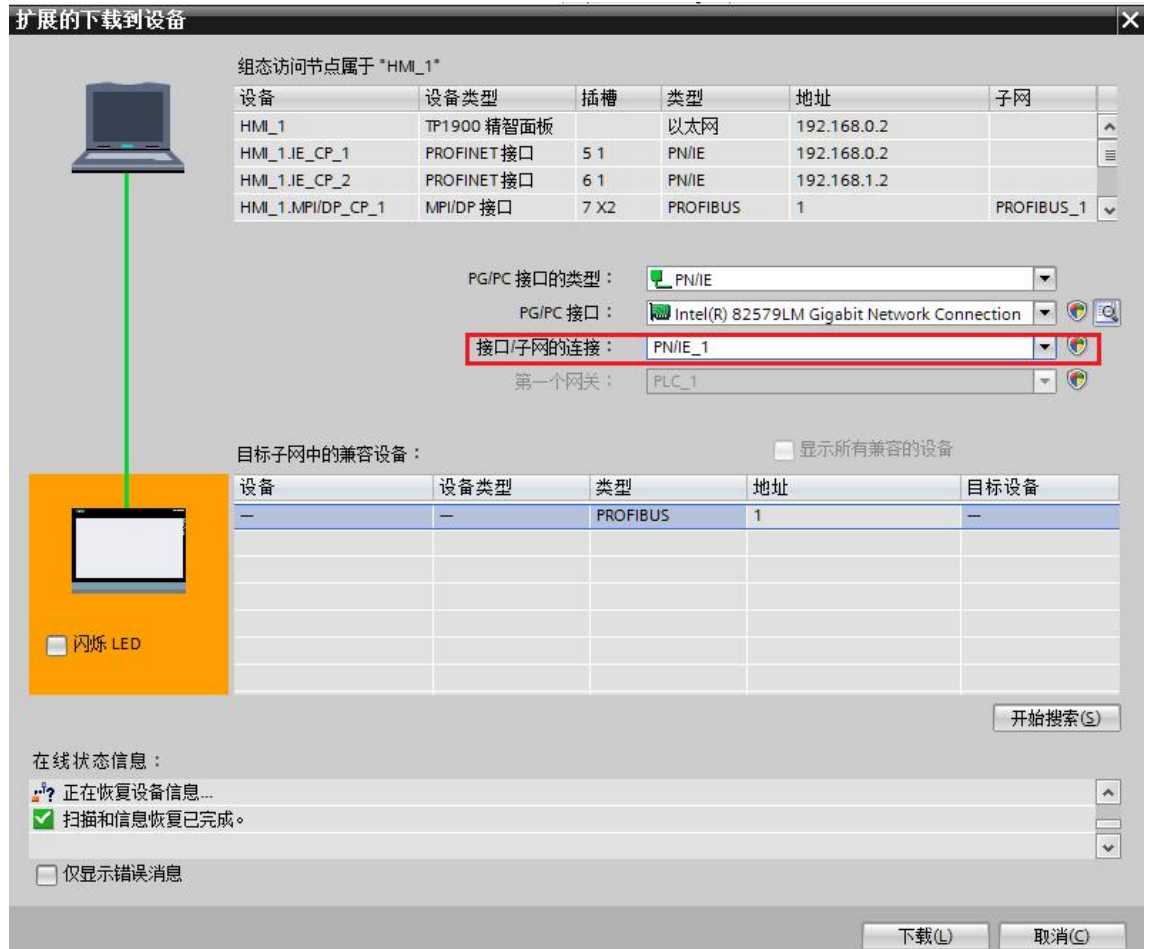 扩展的下载到设备
组态访问节点属于 "HMI_1"
设备 设备类型 插槽 类型 地址 子网
HMI_1 TP1900 精智面板 以太网 192.168.0.2
HMI_1.IE_CP_1 PROFINET接口 5 1 PN/IE 192.168.0.2
HMI_1.IE_CP_2 PROFINET接口 6 1 PN/IE 192.168.1.2
HMI_1.MPI/DP_CP_1 MPI/DP 接口 7 X2 PROFIBUS 1 PROFIBUS_1
PG/PC 接口的类型： PN/IE
PG/PC 接口： Intel(R) 82579LM Gigabit Network Connection
接口/子网的连接： PN/IE_1
第一个网关： PLC_1
目标子网中的兼容设备： 显示所有兼容的设备
设备 设备类型 类型 地址 目标设备
— — PROFIBUS 1 —
闪烁 LED
开始搜索(S)
在线状态信息：
正在恢复设备信息...
扫描和信息恢复已完成。
仅显示错误消息
下载(L) 取消(C)